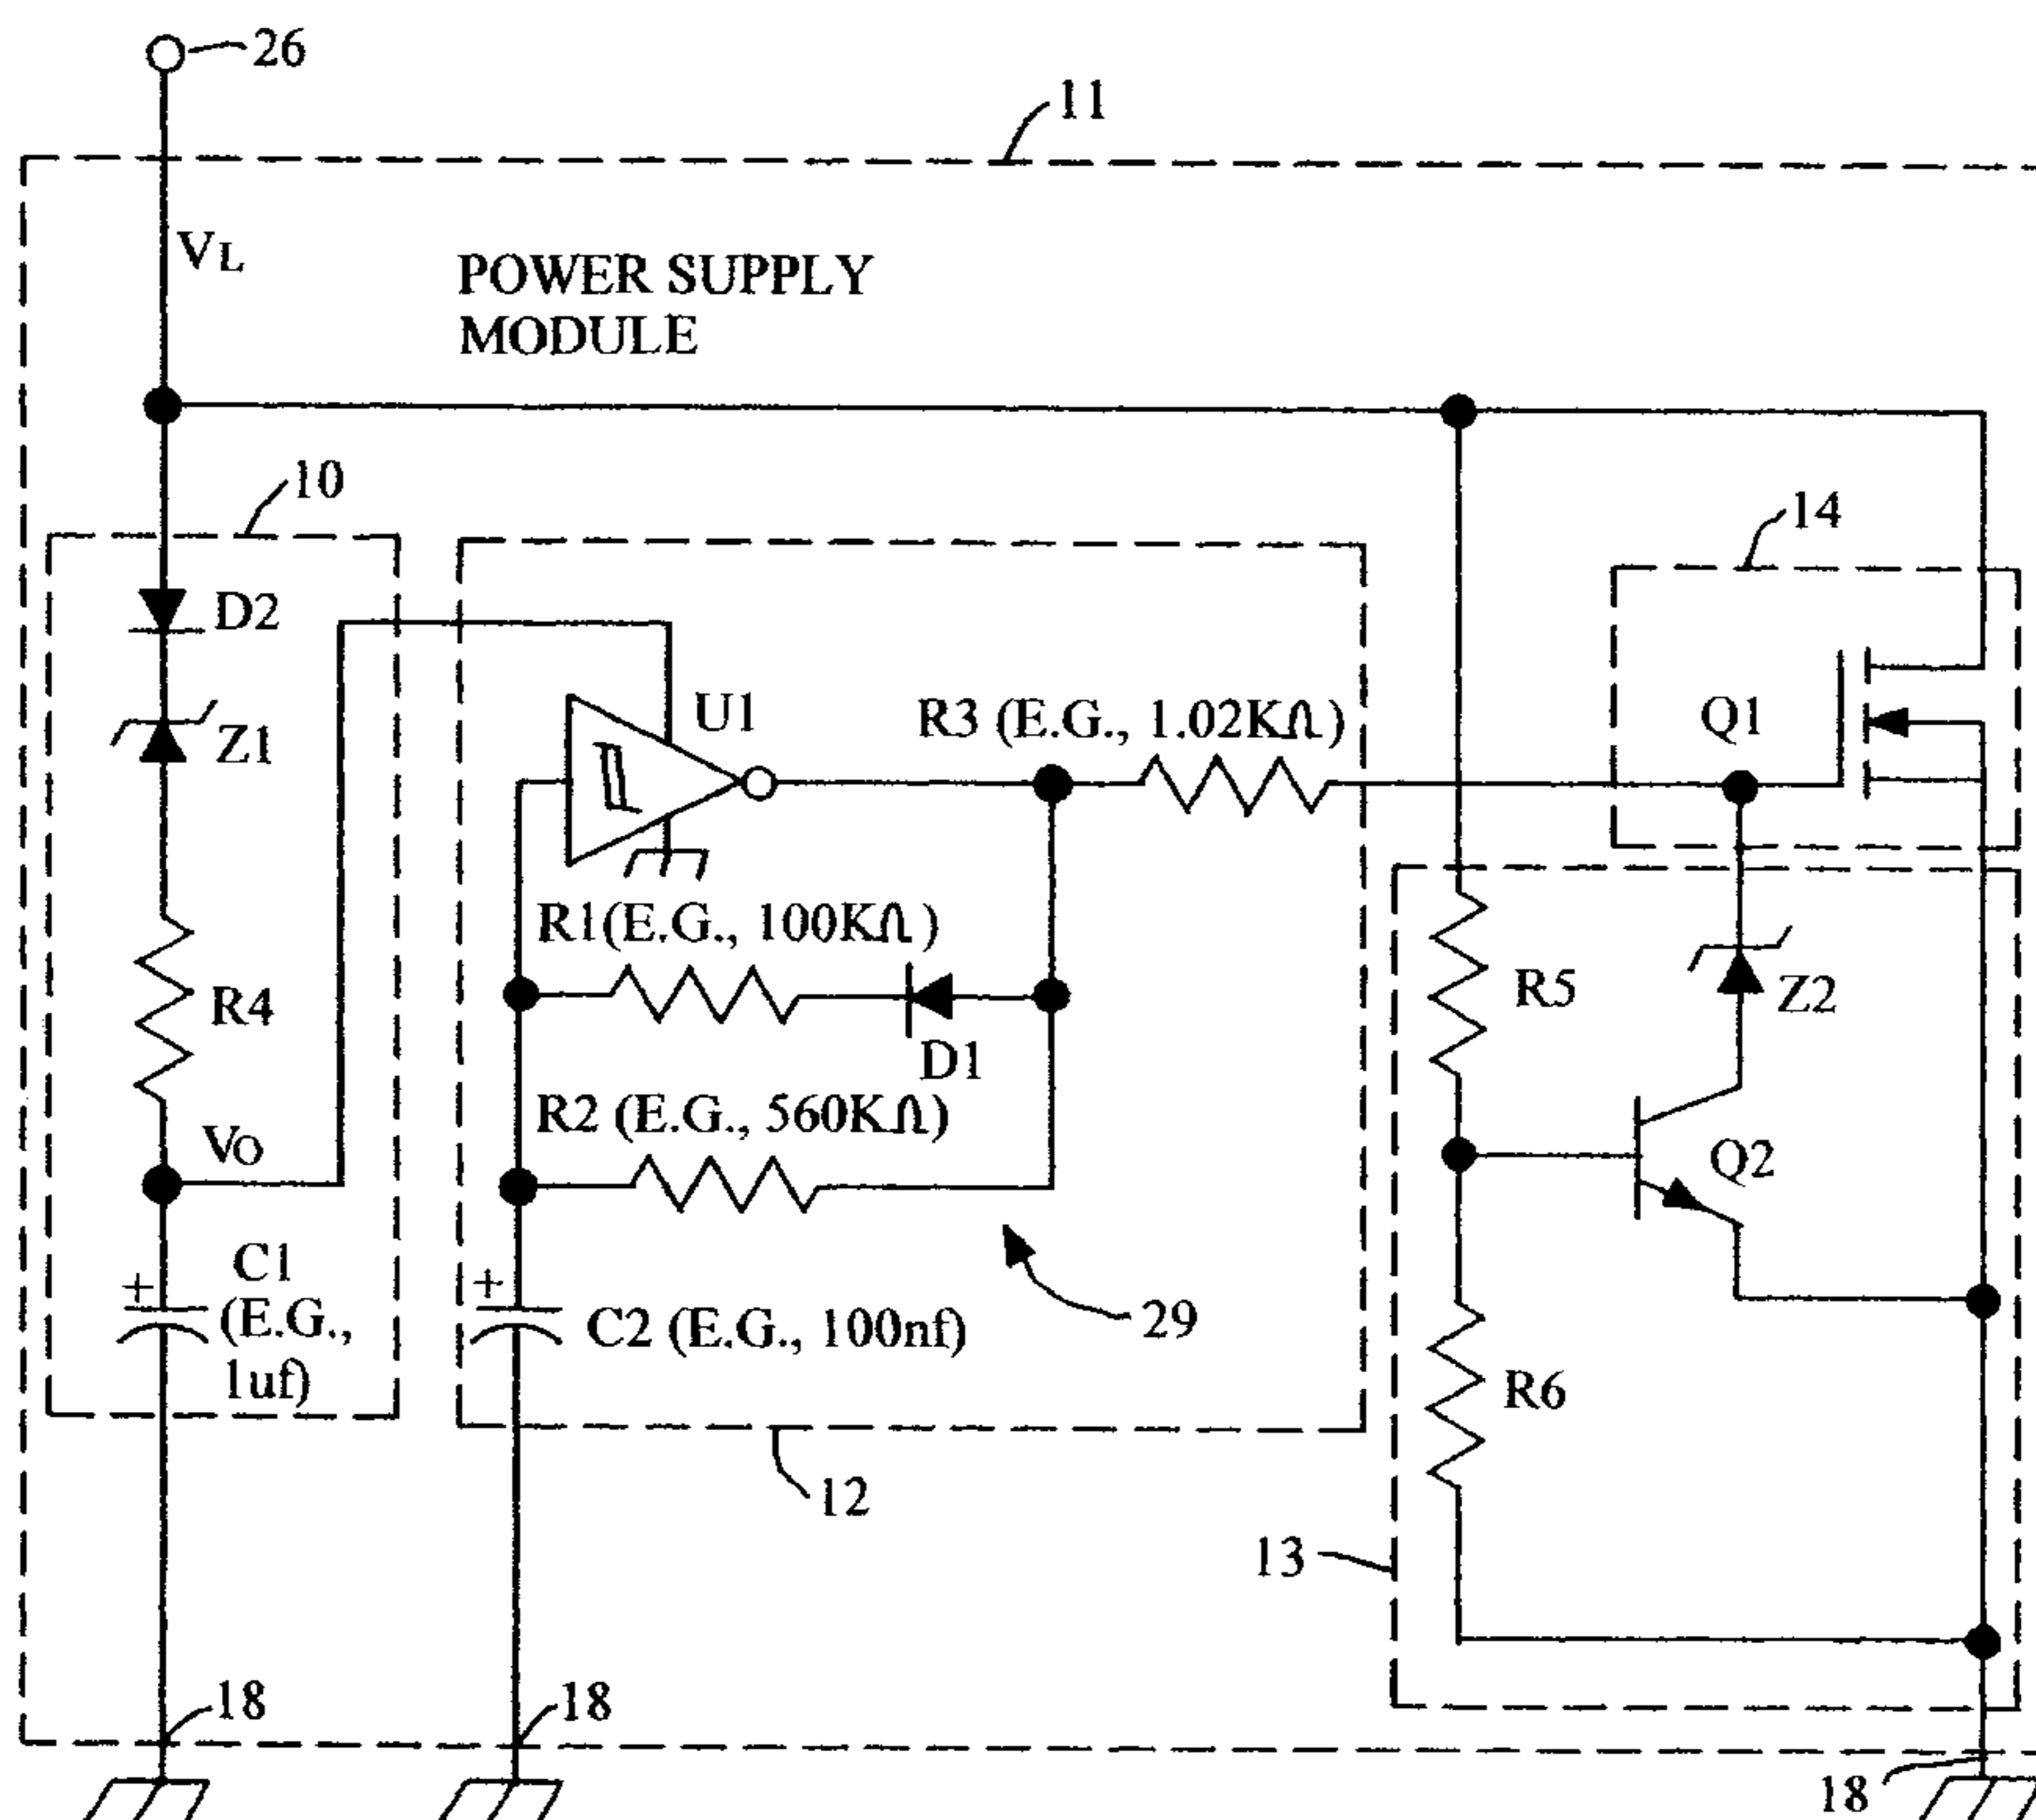 26
11
VL
POWER SUPPLY
MODULE
10
14
D2
U1
R3 (E.G., 1.02KΩ)
Q1
Z1
R1(E.G., 100KΩ)
R4
D1
R5
Z2
R2 (E.G., 560KΩ)
VO
Q2
+
C1
(E.G.,
1uf)
+
C2 (E.G., 100nf)
29
R6
12
13
18
18
18